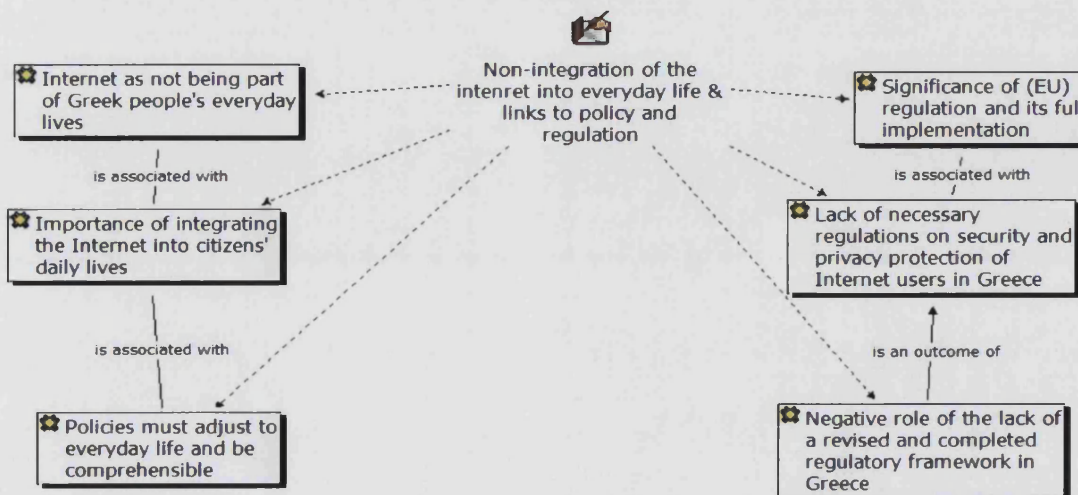 Non-integration of the
intenret into everyday life &
links to policy and
regulation
Internet as not being part
of Greek people's everyday
lives
is associated with
Importance of integrating
the Internet into citizens'
daily lives
is associated with
Policies must adjust to
everyday life and be
comprehensible
Significance of (EU)
regulation and its full
implementation
is associated with
Lack of necessary
regulations on security and
privacy protection of
Internet users in Greece
is an outcome of
Negative role of the lack of
a revised and completed
regulatory framework in
Greece